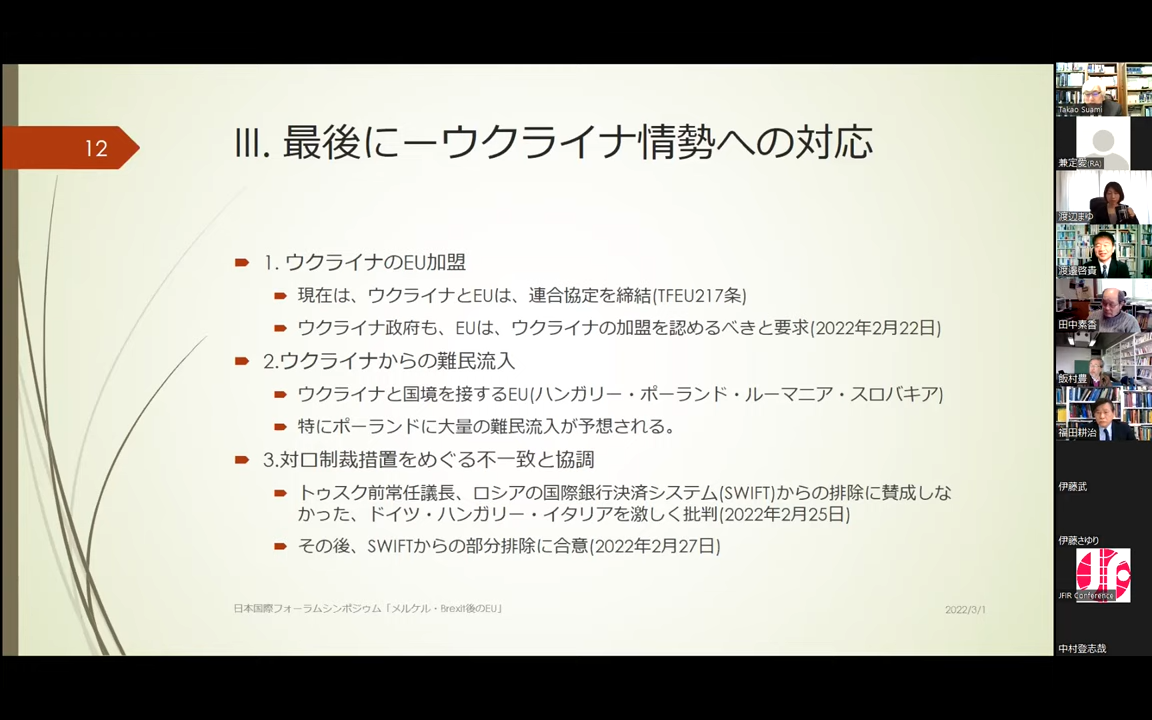 12
III. 最後にーウクライナ情勢への対応
1. ウクライナのEU加盟
現在は、ウクライナとEUは、連合協定を締結(TFEU217条)
ウクライナ政府も、EUは、ウクライナの加盟を認めるべきと要求(2022年2月22日)
2.ウクライナからの難民流入
ウクライナと国境を接するEU(ハンガリー・ポーランド・ルーマニア・スロバキア)
特にポーランドに大量の難民流入が予想される。
3.対ロ制裁措置をめぐる不一致と協調
トゥスク前常任議長、ロシアの国際銀行決済システム(SWIFT)からの排除に賛成しな
かった、ドイツ・ハンガリー・イタリアを激しく批判(2022年2月25日)
その後、SWIFTからの部分排除に合意(2022年2月27日)
日本国際フォーラムシンポジウム「メルケル・Brexit後のEU」
2022/3/1
Takao Suami
兼定愛(RA)
渡辺まゆ
渡邊啓貴
田中素香
飯村豊
福田耕治
伊藤武
伊藤さゆり
JFIR Conference
中村登志哉